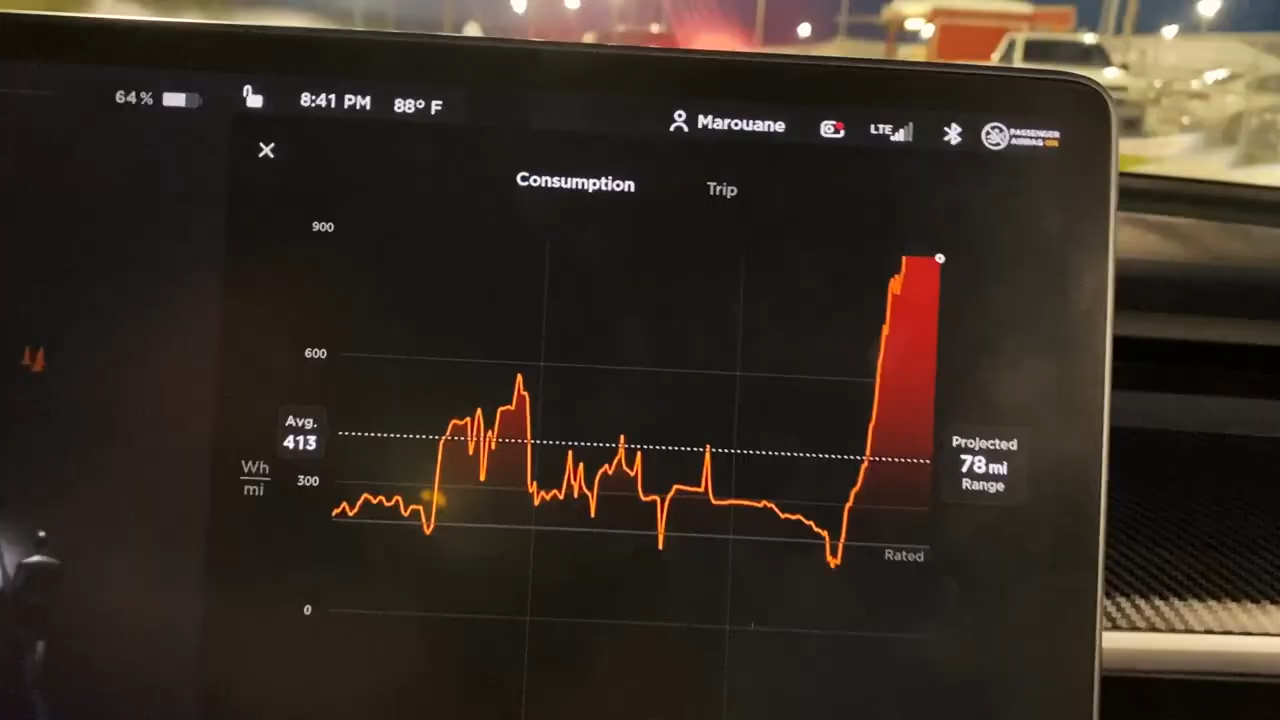 64%
8:41 PM
88° F
Marouane
LTE
PASSENGER
AIRBAG
Consumption
Trip
900
600
Avg.
413
Wh
mi
300
0
Projected
78 mi
Range
Rated